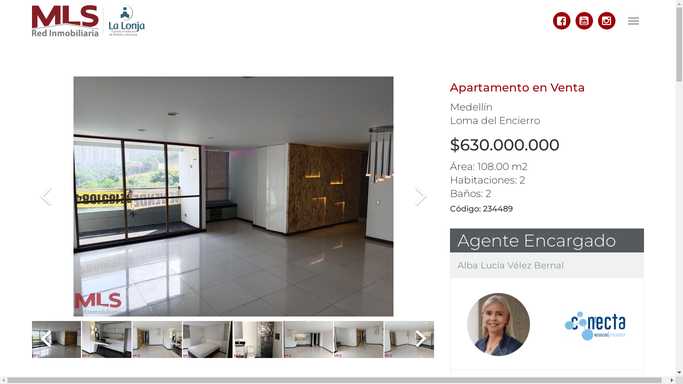 MLS
Red Inmobiliaria
La Lonja
Apartamento en Venta
Medellín
Loma del Encierro
$630.000.000
Área: 108.00 m2
Habitaciones: 2
Baños: 2
Código: 234489
MLS
Agente Encargado
Alba Lucia Vélez Bernal
conecta